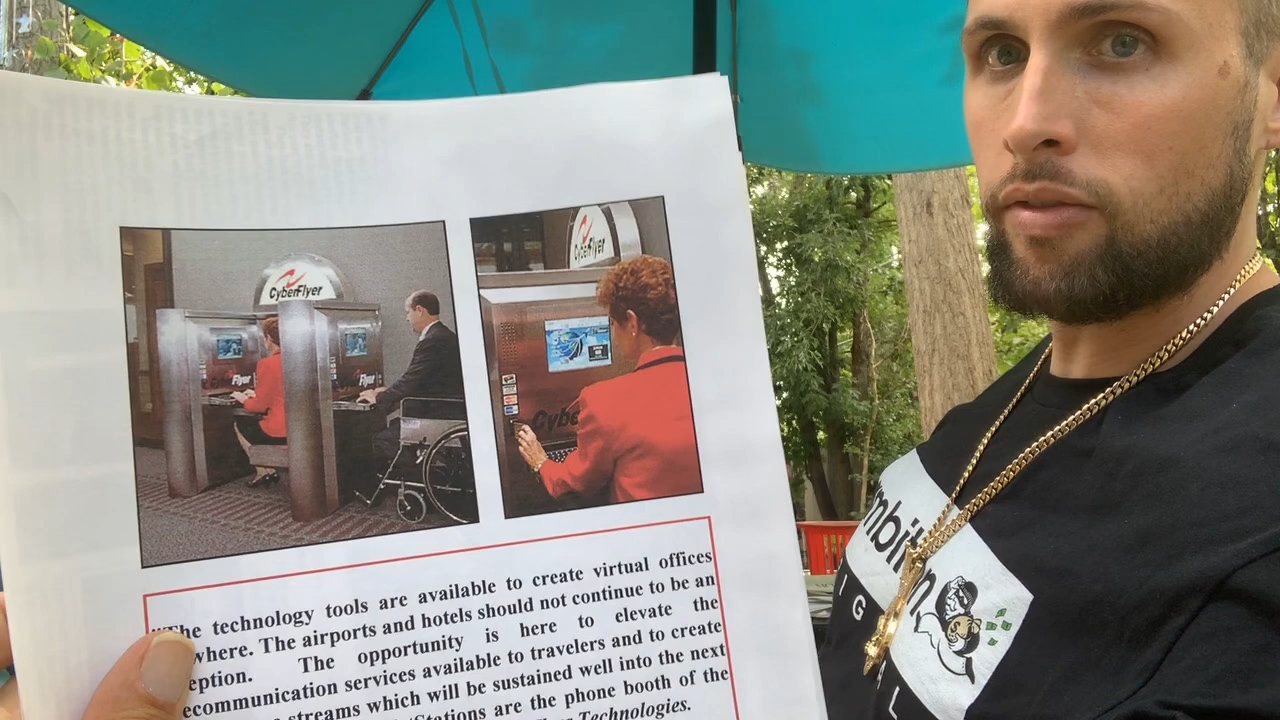 CyberFlyer
CyberFlyer
Flyer
Flyer
Cybe
"The technology tools are available to create virtual offices
where. The airports and hotels should not continue to be an
eption. The opportunity is here to elevate the
ecommunication services available to travelers and to create
streams which will be sustained well into the next
Stations are the phone booth of the
Technologies.
mbition
I G
L